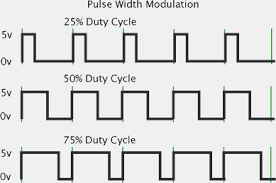 Pulse Width Modulation
25% Duty Cycle
5v
0v
50% Duty Cycle
5v
0v
75% Duty Cycle
5v
0v